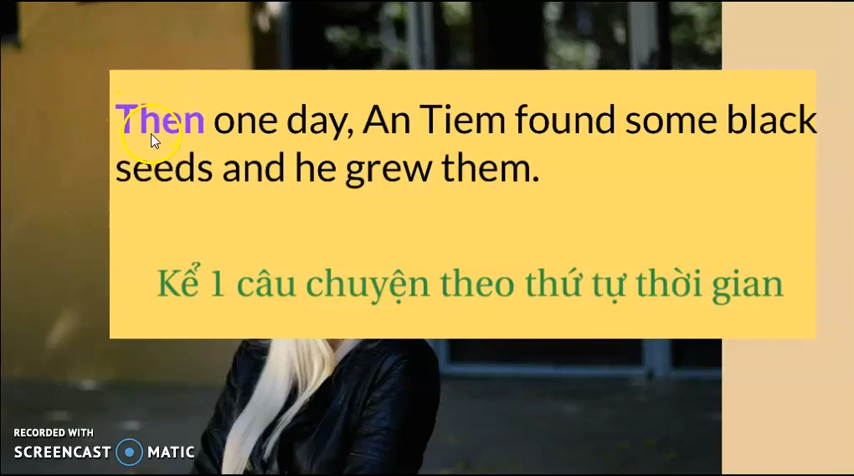 Then one day, An Tiem found some black
seeds and he grew them.
Kể 1 câu chuyện theo thứ tự thời gian
RECORDED WITH
SCREENCAST MATIC